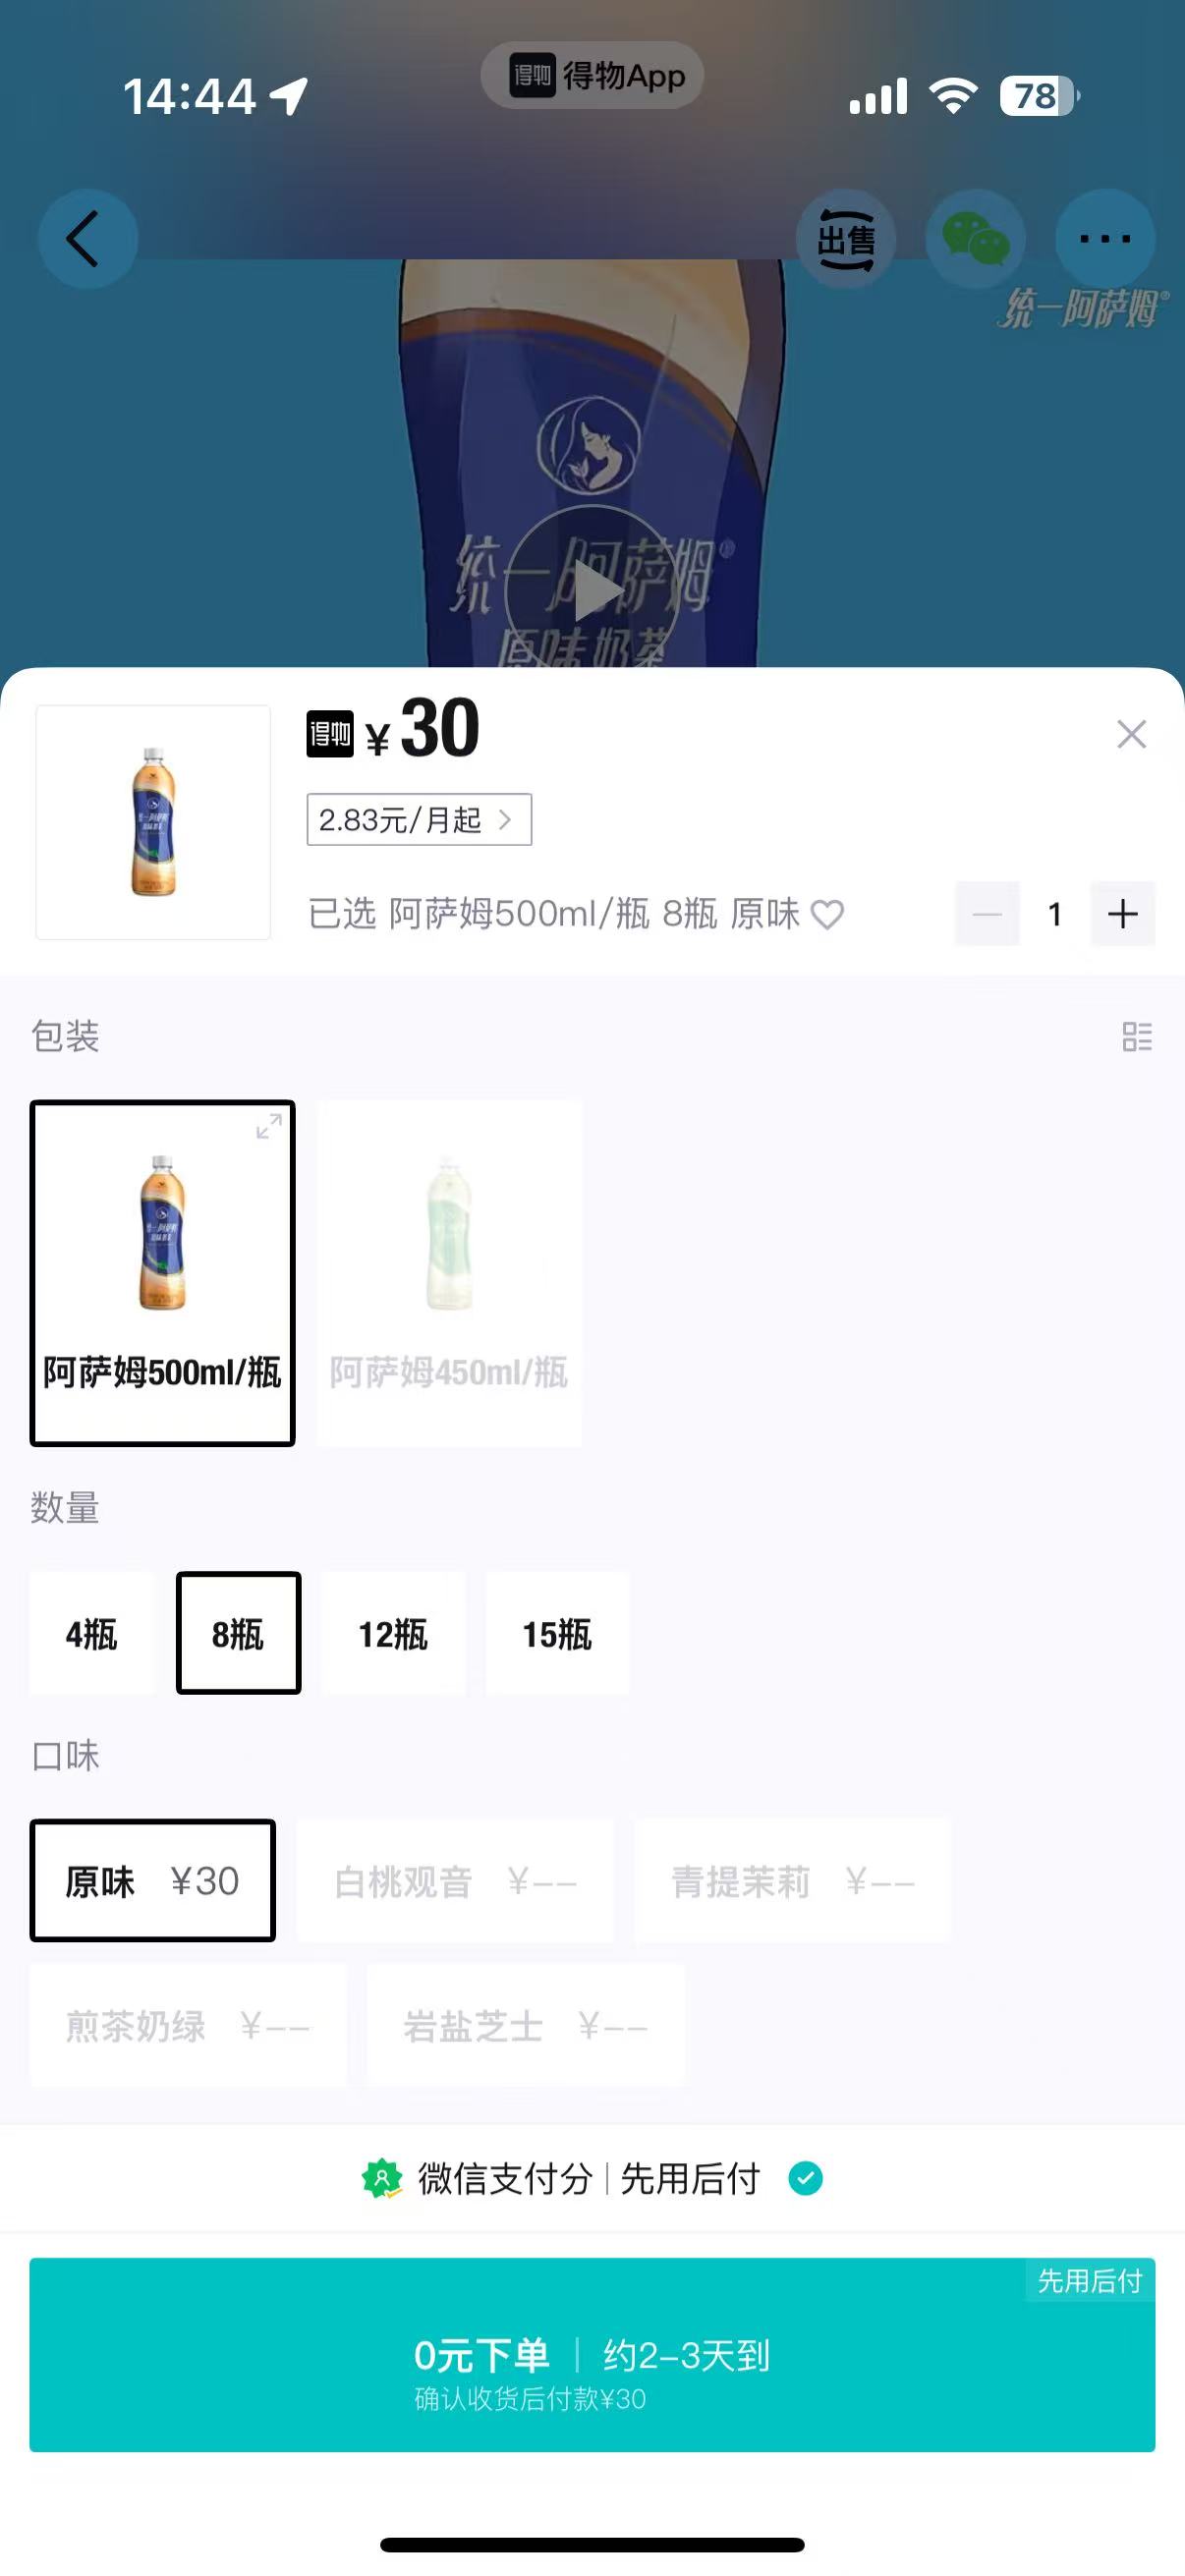 14:44
得物 得物App
78
出售
统一阿萨姆®
统一阿萨姆®
原味奶茶
得物 ¥30
2.83元/月起
已选 阿萨姆500ml/瓶 8瓶 原味
1
包装
阿萨姆500ml/瓶
阿萨姆450ml/瓶
数量
4瓶
8瓶
12瓶
15瓶
口味
原味 ¥30
白桃观音 ¥--
青提茉莉 ¥--
煎茶奶绿 ¥--
岩盐芝士 ¥--
微信支付分|先用后付
先用后付
0元下单 | 约2-3天到
确认收货后付款¥30